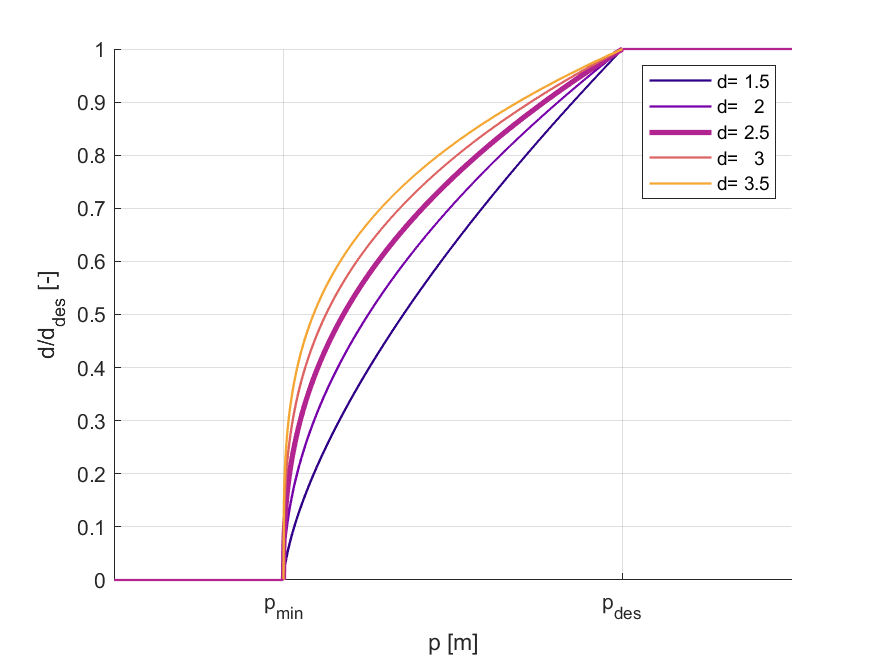 1
0.9
0.8
0.7
0.6
0.5
0.4
0.3
0.2
0.1
0
d/d_des [-]
d= 1.5
d= 2
d= 2.5
d= 3
d= 3.5
p_min
p_des
p [m]